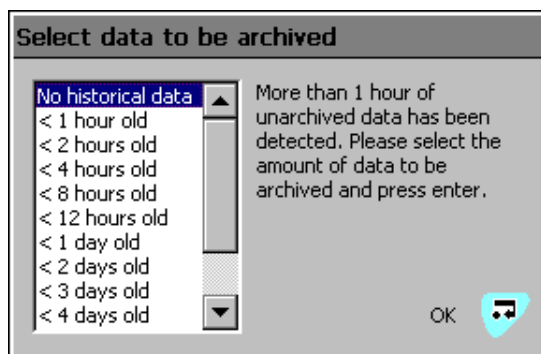 Select data to be archived
No historical data
< 1 hour old
< 2 hours old
< 4 hours old
< 8 hours old
< 12 hours old
< 1 day old
< 2 days old
< 3 days old
< 4 days old
More than 1 hour of
unarchived data has been
detected. Please select the
amount of data to be
archived and press enter.
OK